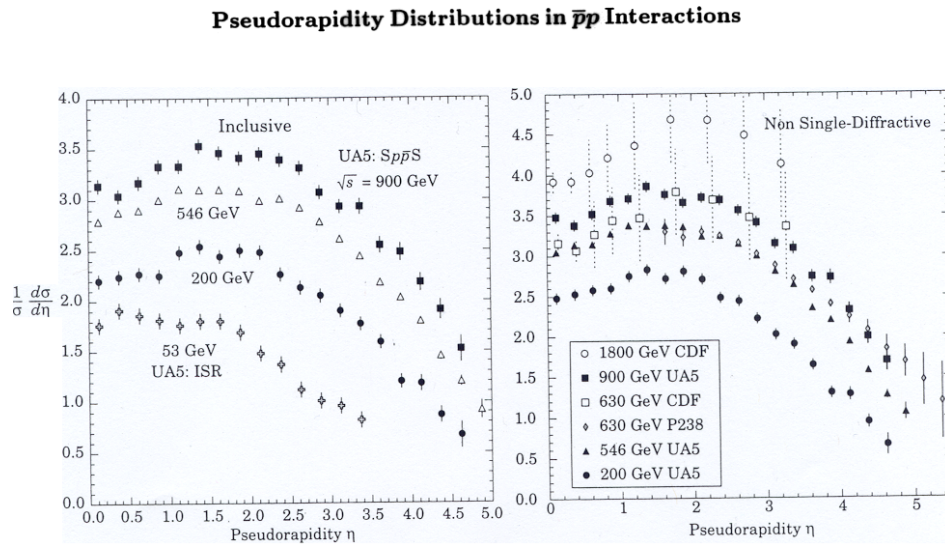 Pseudorapidity Distributions in p̅p Interactions
4.0
3.5
3.0
2.5
2.0
1.5
1.0
0.5
0.0
1/σ dσ/dη
Inclusive
UA5: Spp̅S
√s = 900 GeV
546 GeV
200 GeV
53 GeV
UA5: ISR
0.0 0.5 1.0 1.5 2.0 2.5 3.0 3.5 4.0 4.5 5.0
Pseudorapidity η
5.0
4.5
4.0
3.5
3.0
2.5
2.0
1.5
1.0
0.5
0.0
Non Single-Diffractive
1800 GeV CDF
900 GeV UA5
630 GeV CDF
630 GeV P238
546 GeV UA5
200 GeV UA5
0 1 2 3 4 5
Pseudorapidity η